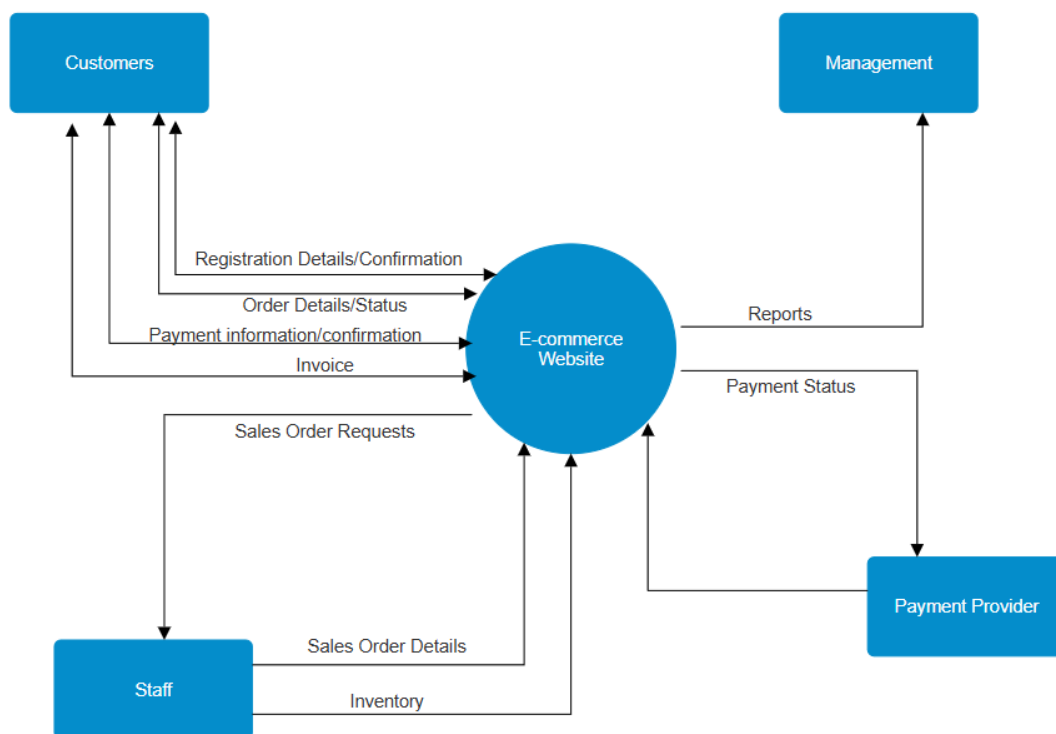 Customers
Management
Registration Details/Confirmation
Order Details/Status
Payment information/confirmation
Invoice
E-commerce
Website
Reports
Payment Status
Sales Order Requests
Payment Provider
Sales Order Details
Staff
Inventory